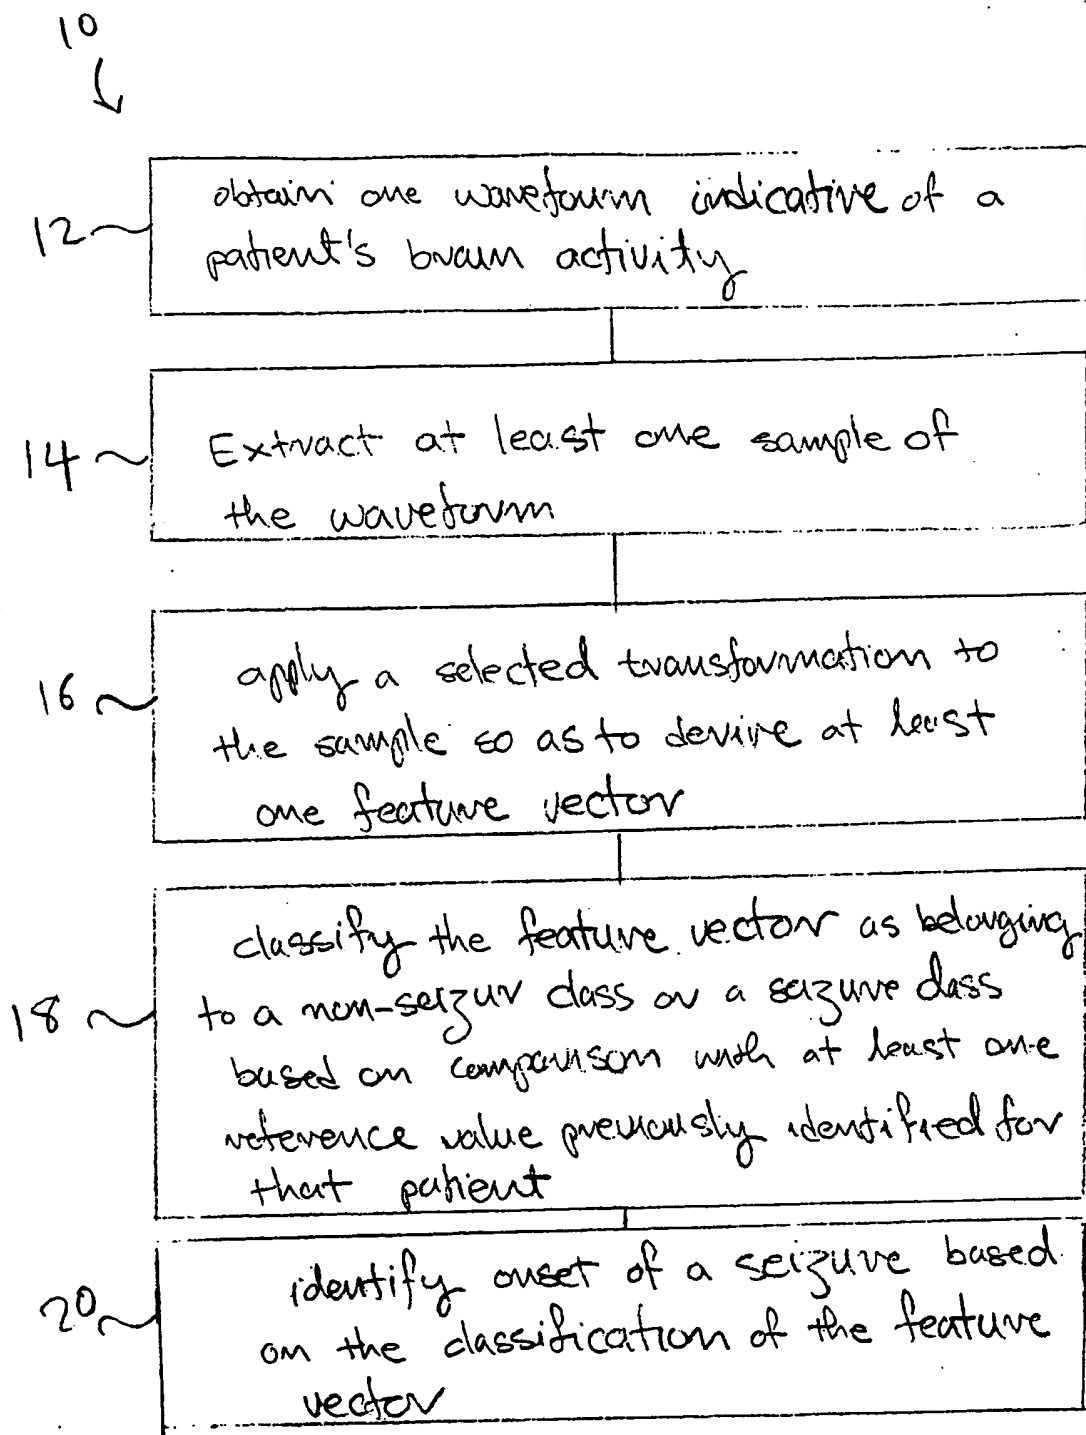 10
12
obtain one waveform indicative of a
patient's brain activity
14
Extract at least one sample of
the waveform
16
apply a selected transformation to
the sample so as to derive at least
one feature vector
18
classify the feature vector as belonging
to a non-seizur class or a seizure class
based on comparison with at least one
reference value previously identified for
that patient
20
identify onset of a seizure based
on the classification of the feature
vector